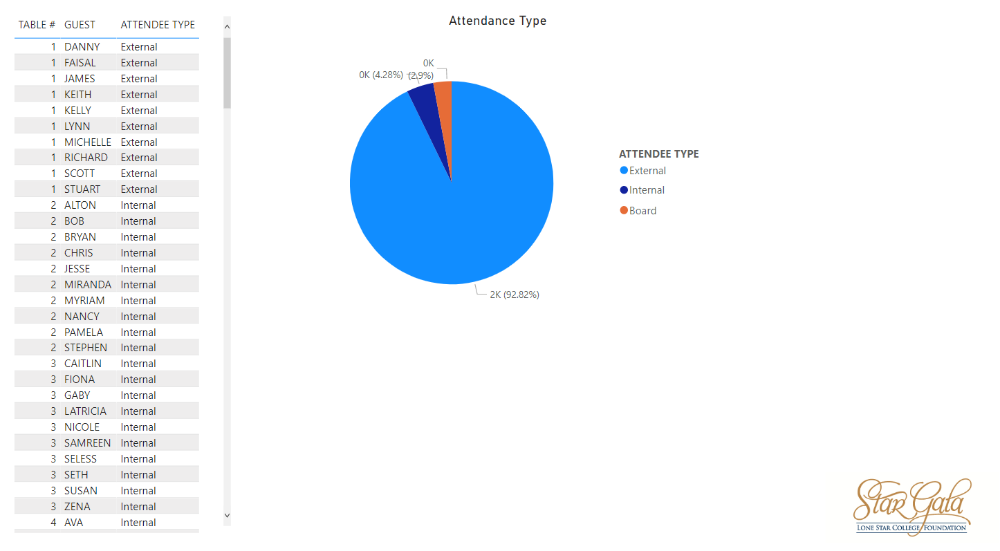 TABLE # GUEST ATTENDEE TYPE
1 DANNY External
1 FAISAL External
1 JAMES External
1 KEITH External
1 KELLY External
1 LYNN External
1 MICHELLE External
1 RICHARD External
1 SCOTT External
1 STUART External
2 ALTON Internal
2 BOB Internal
2 BRYAN Internal
2 CHRIS Internal
2 JESSE Internal
2 MIRANDA Internal
2 MYRIAM Internal
2 NANCY Internal
2 PAMELA Internal
2 STEPHEN Internal
3 CAITLIN Internal
3 FIONA Internal
3 GABY Internal
3 LATRICIA Internal
3 NICOLE Internal
3 SAMREEN Internal
3 SELESS Internal
3 SETH Internal
3 SUSAN Internal
3 ZENA Internal
4 AVA Internal
Attendance Type
0K
(2.9%)
0K (4.28%)
2K (92.82%)
ATTENDEE TYPE
External
Internal
Board
Star Gala
LONE STAR COLLEGE FOUNDATION